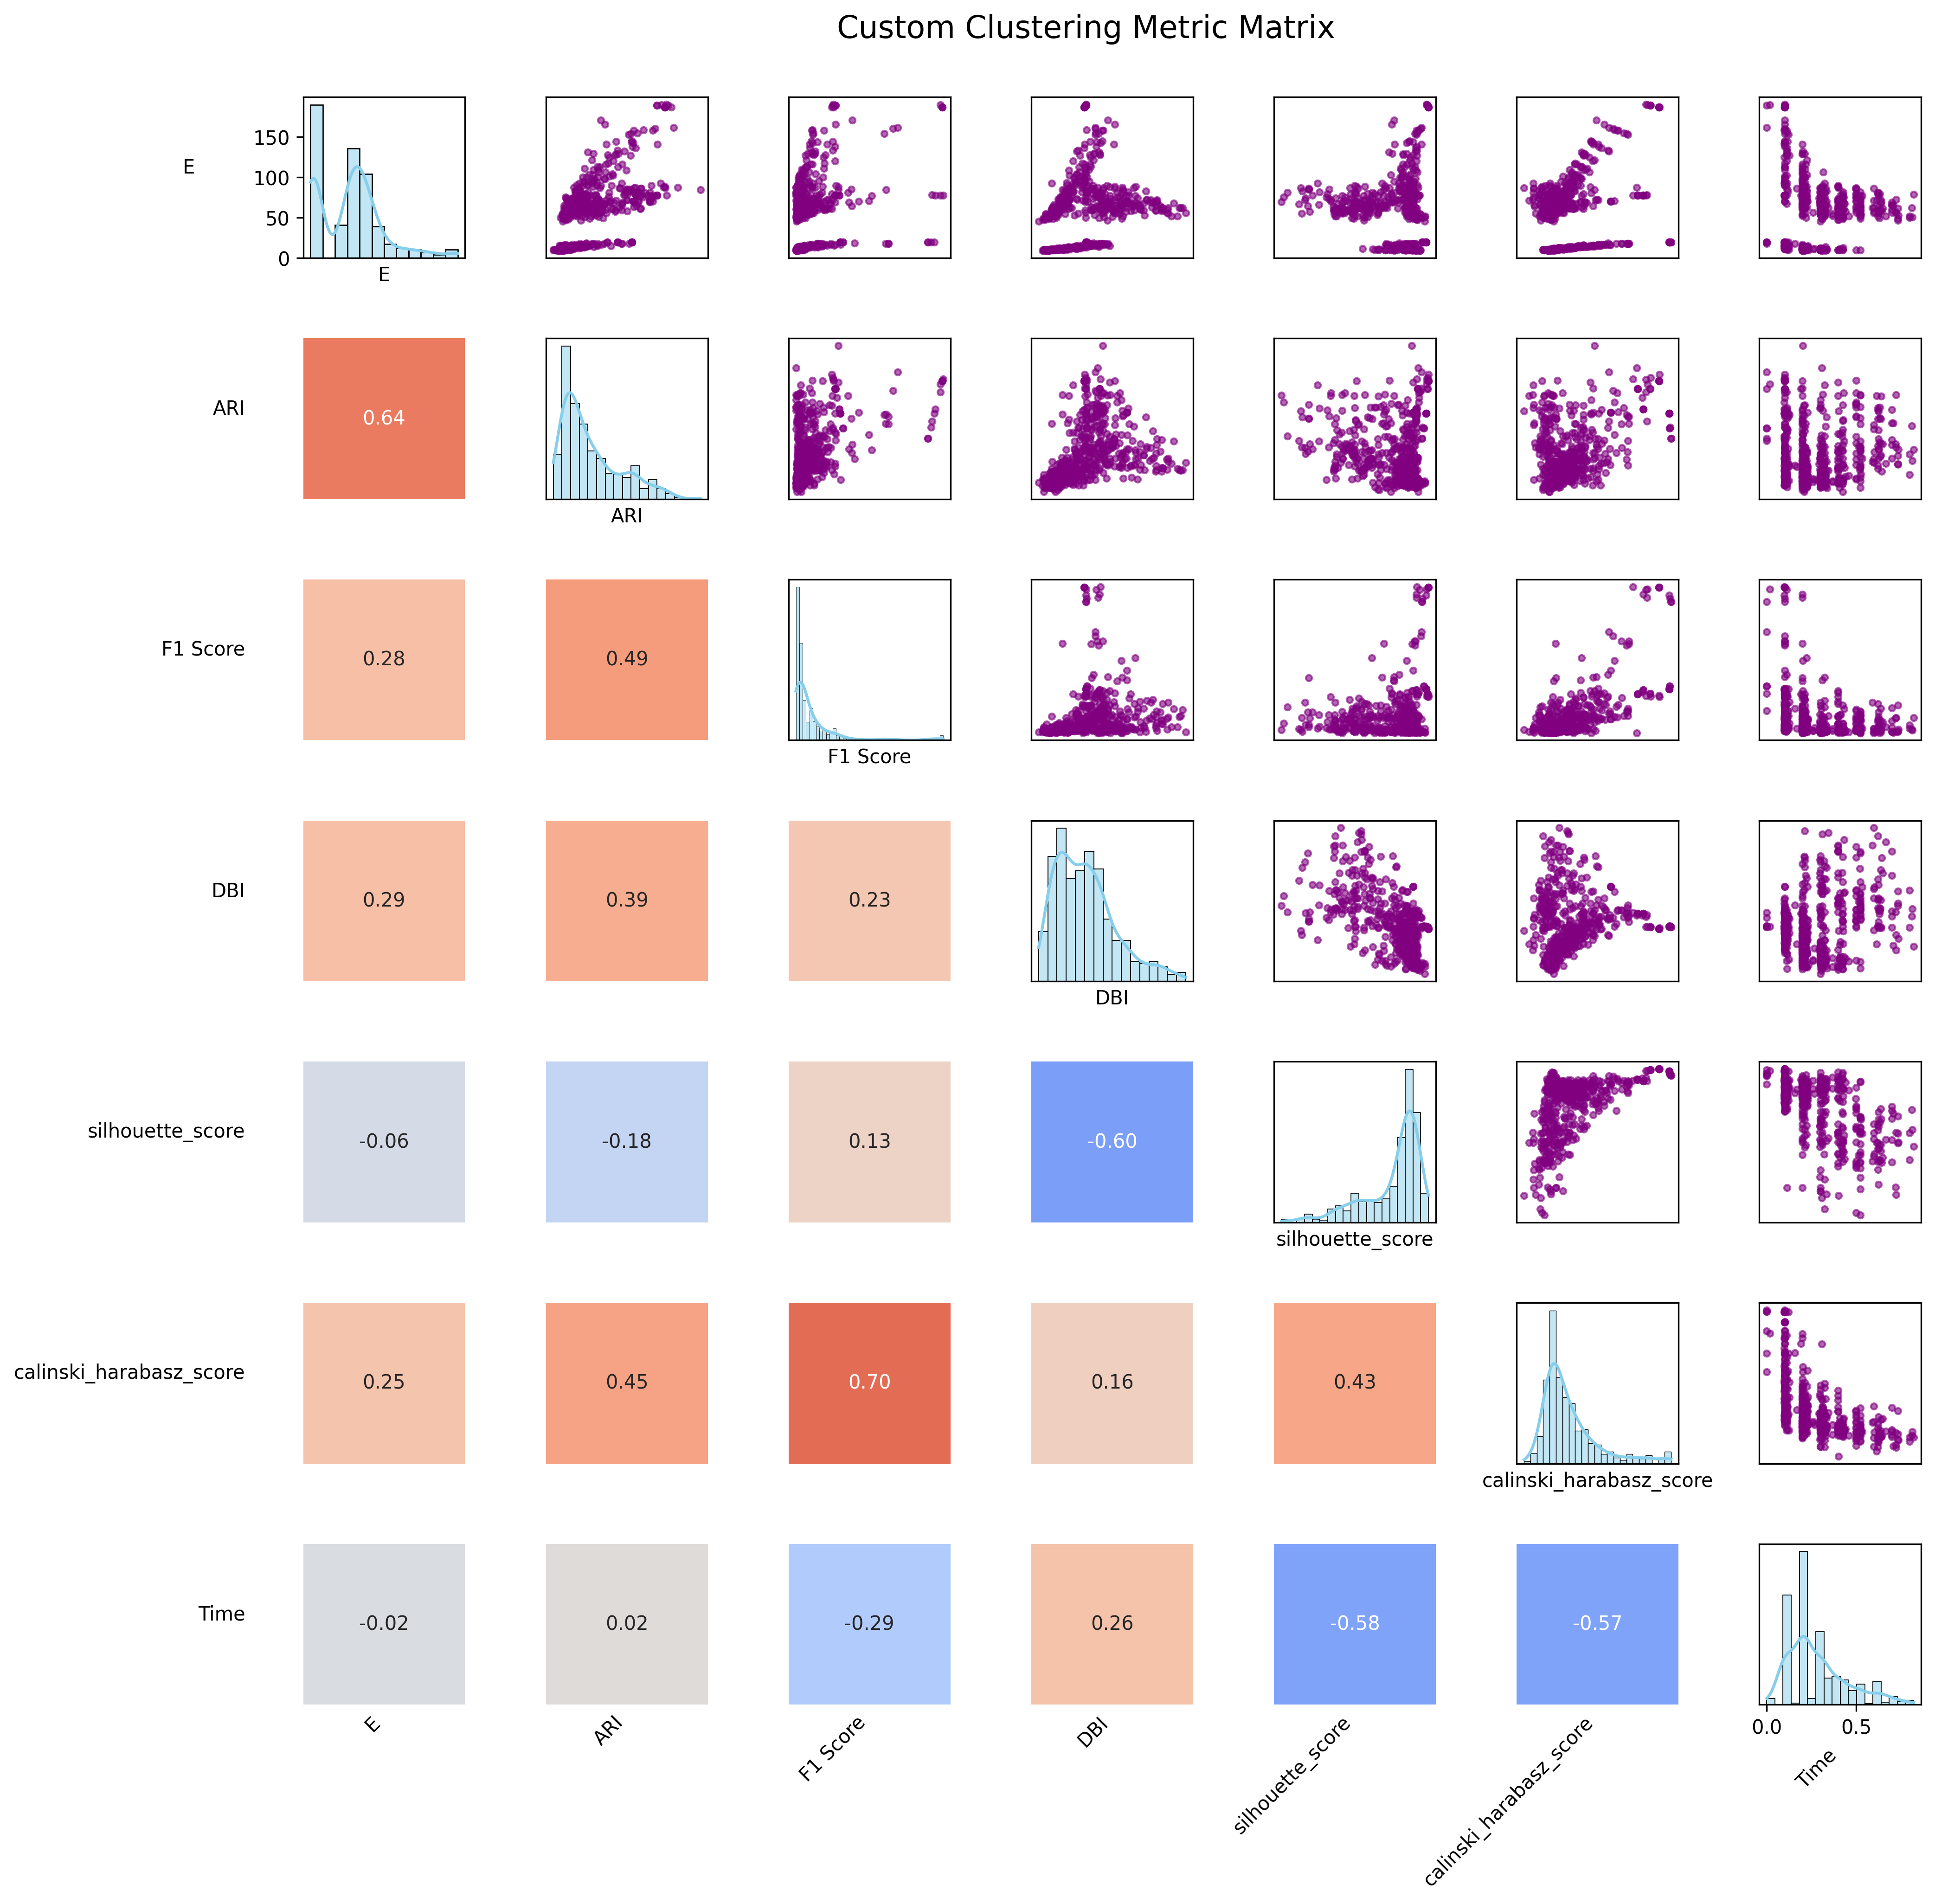 Custom Clustering Metric Matrix
E
150
100
50
0
E
ARI
0.64
ARI
F1 Score
0.28
0.49
F1 Score
DBI
0.29
0.39
0.23
DBI
silhouette_score
-0.06
-0.18
0.13
-0.60
silhouette_score
calinski_harabasz_score
0.25
0.45
0.70
0.16
0.43
calinski_harabasz_score
Time
-0.02
0.02
-0.29
0.26
-0.58
-0.57
0.0
0.5
E
ARI
F1 Score
DBI
silhouette_score
calinski_harabasz_score
Time